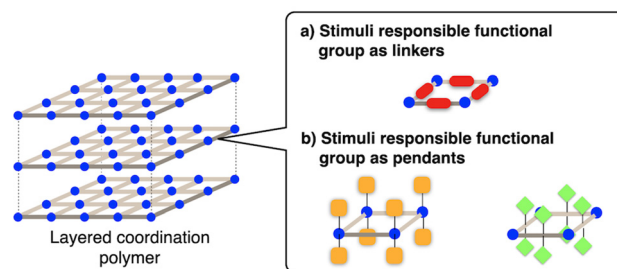 a) Stimuli responsible functional
group as linkers
b) Stimuli responsible functional
group as pendants
Layered coordination
polymer